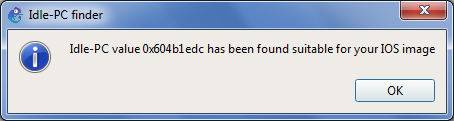 Idle-PC finder
Idle-PC value 0x604b1edc has been found suitable for your IOS image
OK